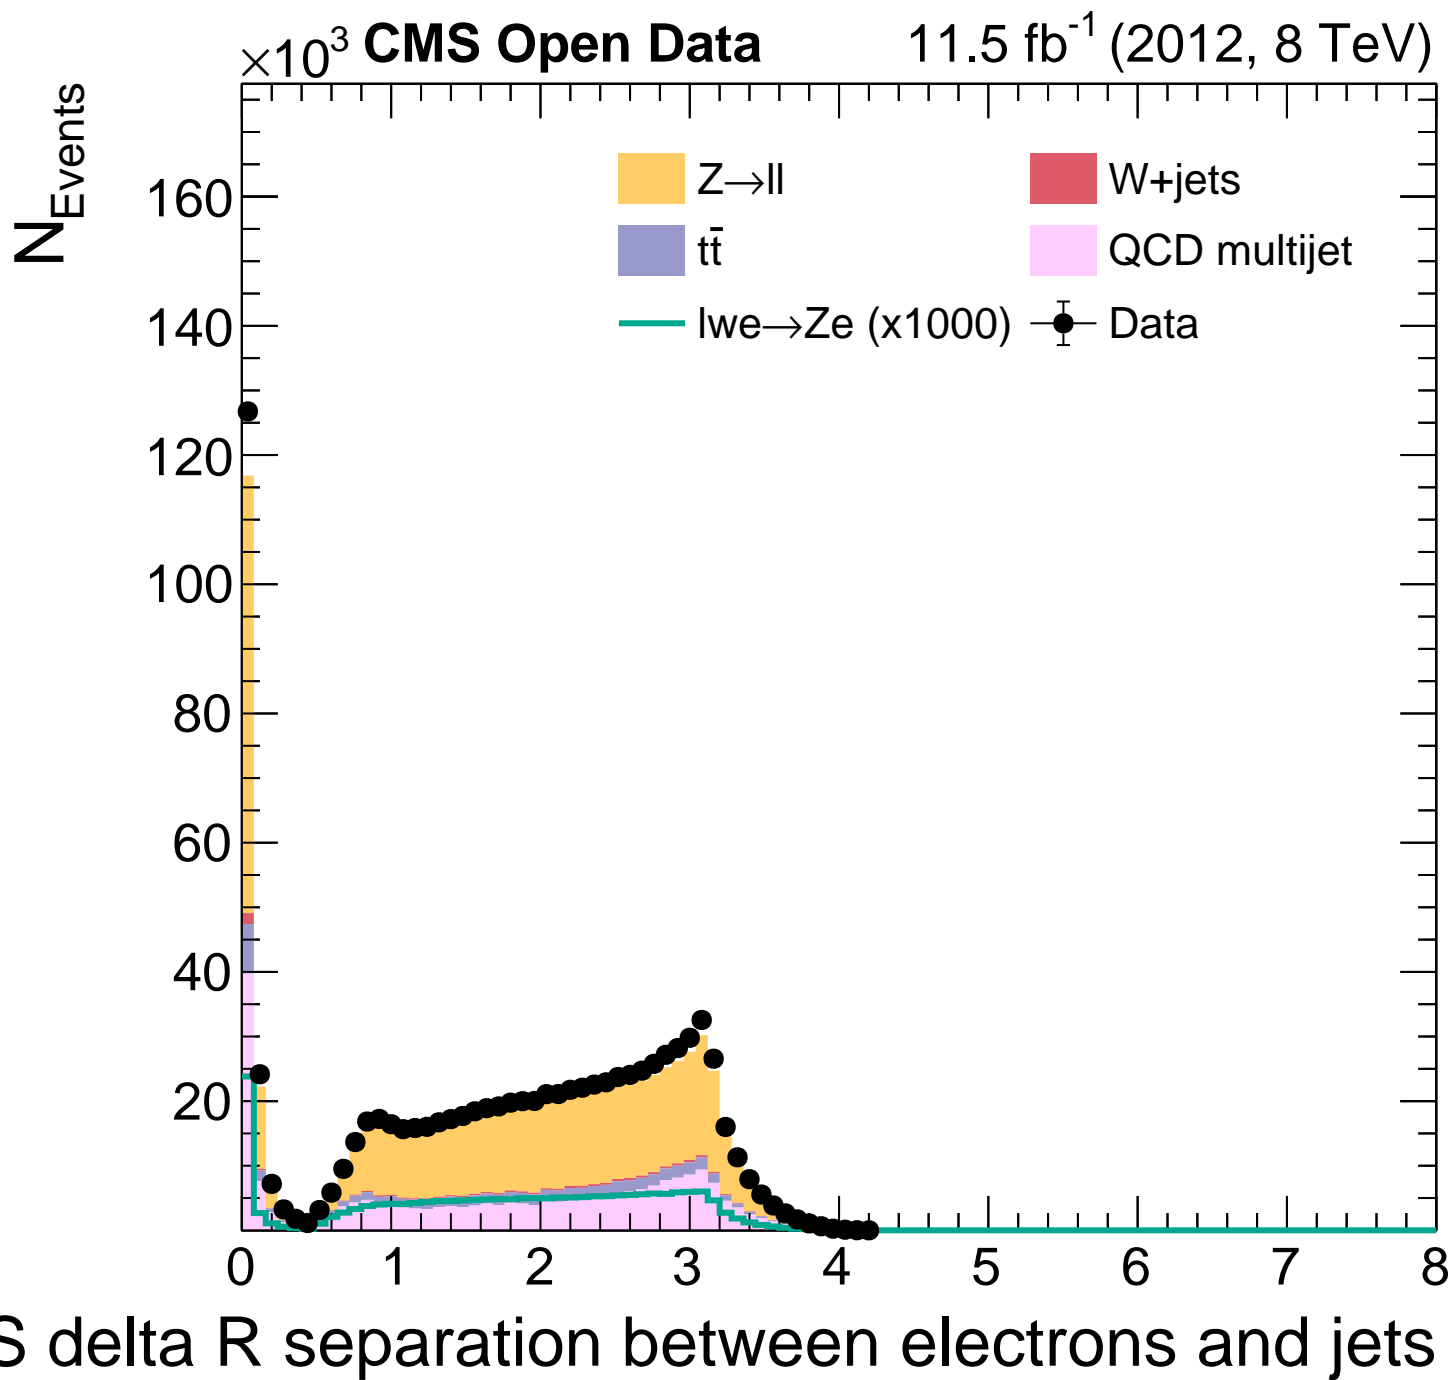 ×10³ CMS Open Data 11.5 fb⁻¹ (2012, 8 TeV)
N_Events
Z→ll W+jets
tt̄ QCD multijet
lwe→Ze (x1000) Data
160
140
120
100
80
60
40
20
0 1 2 3 4 5 6 7 8
S delta R separation between electrons and jets